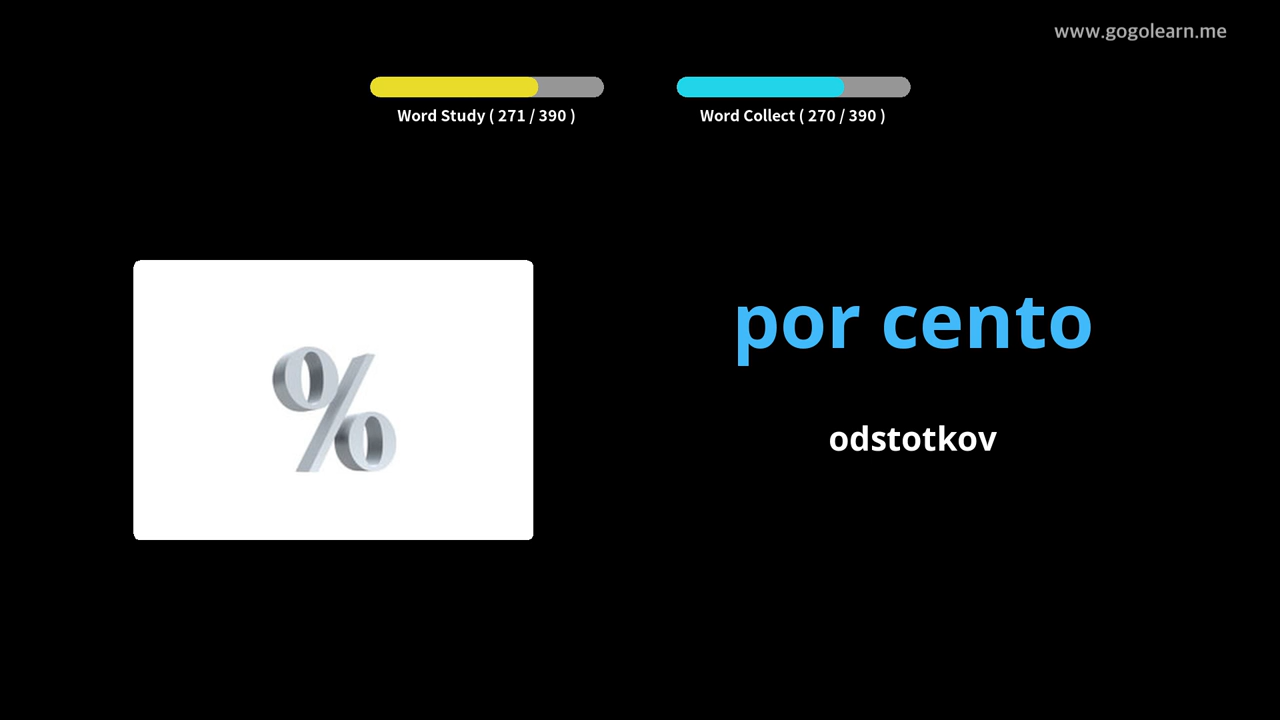 www.gogolearn.me
Word Study ( 271 / 390 )
Word Collect ( 270 / 390 )
%
por cento
odstotkov